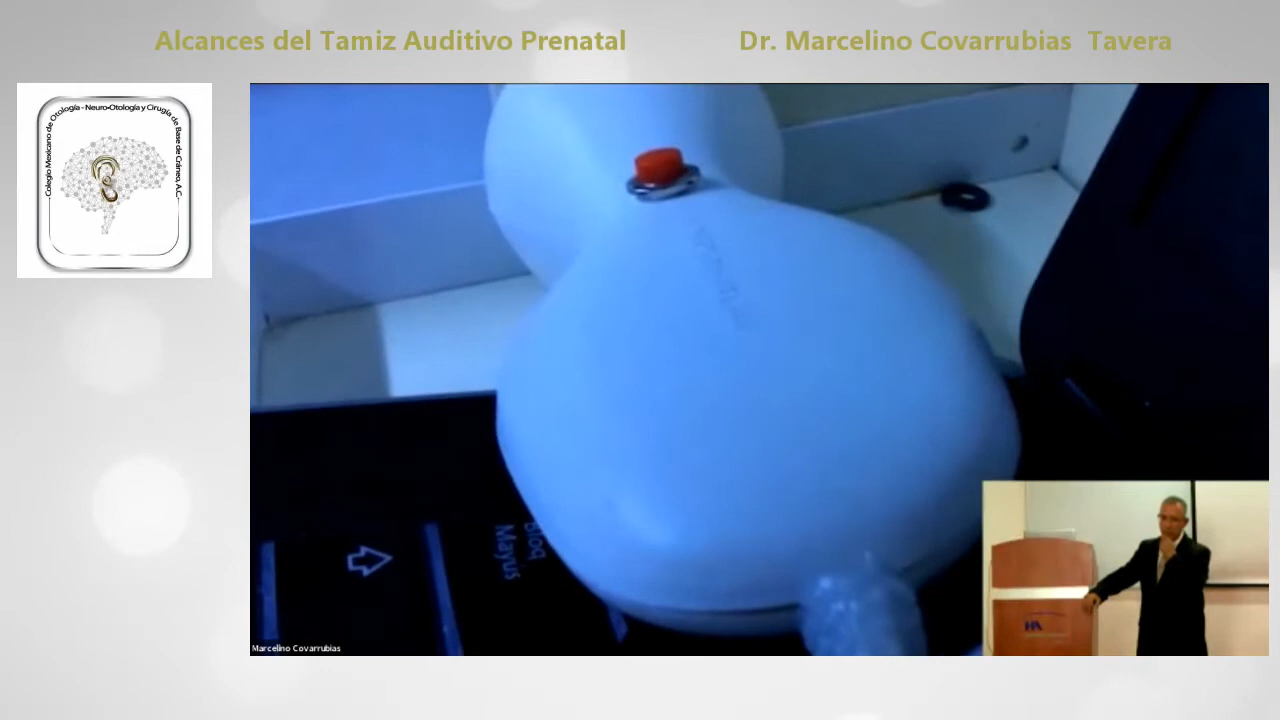 Alcances del Tamiz Auditivo Prenatal
Dr. Marcelino Covarrubias Tavera
Colegio Mexicano de Otología - Neuro-Otología y Cirugía de Base de Cráneo, A.C.
Bloq
Mayús
Marcelino Covarrubias
HA